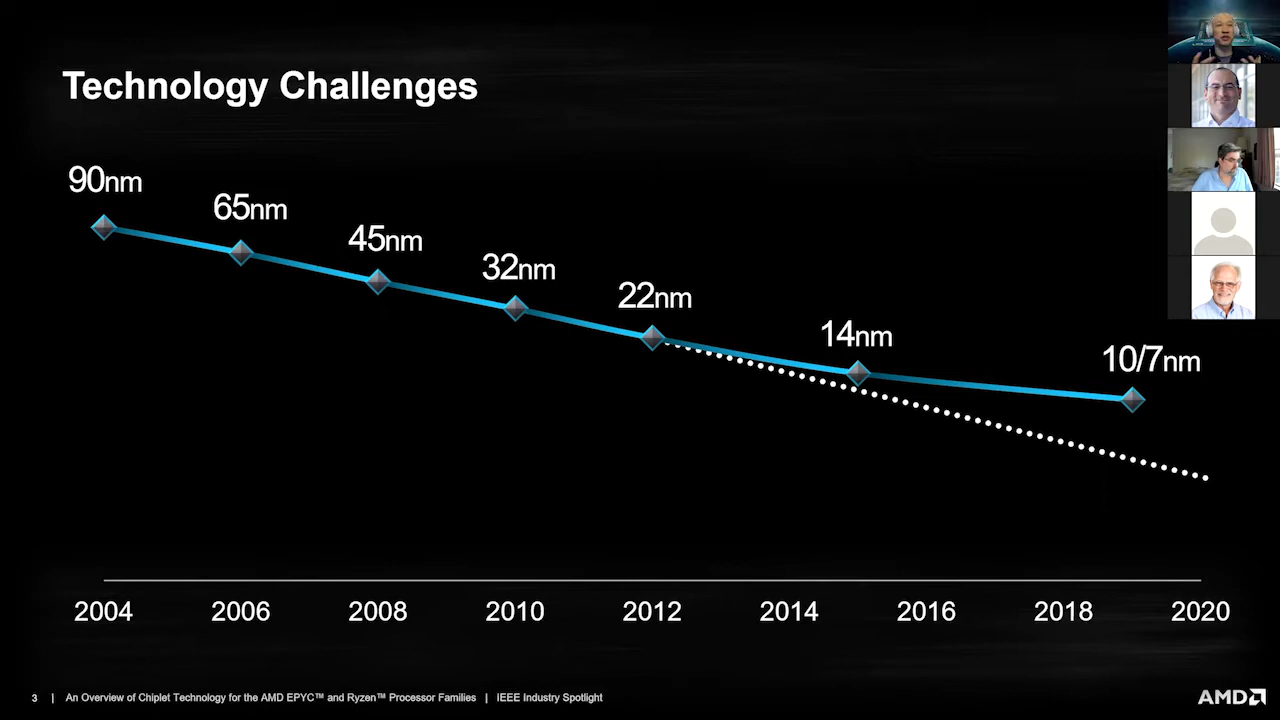 Technology Challenges
90nm
65nm
45nm
32nm
22nm
14nm
10/7nm
2004 2006 2008 2010 2012 2014 2016 2018 2020
3 | An Overview of Chiplet Technology for the AMD EPYC™ and Ryzen™ Processor Families | IEEE Industry Spotlight
AMD